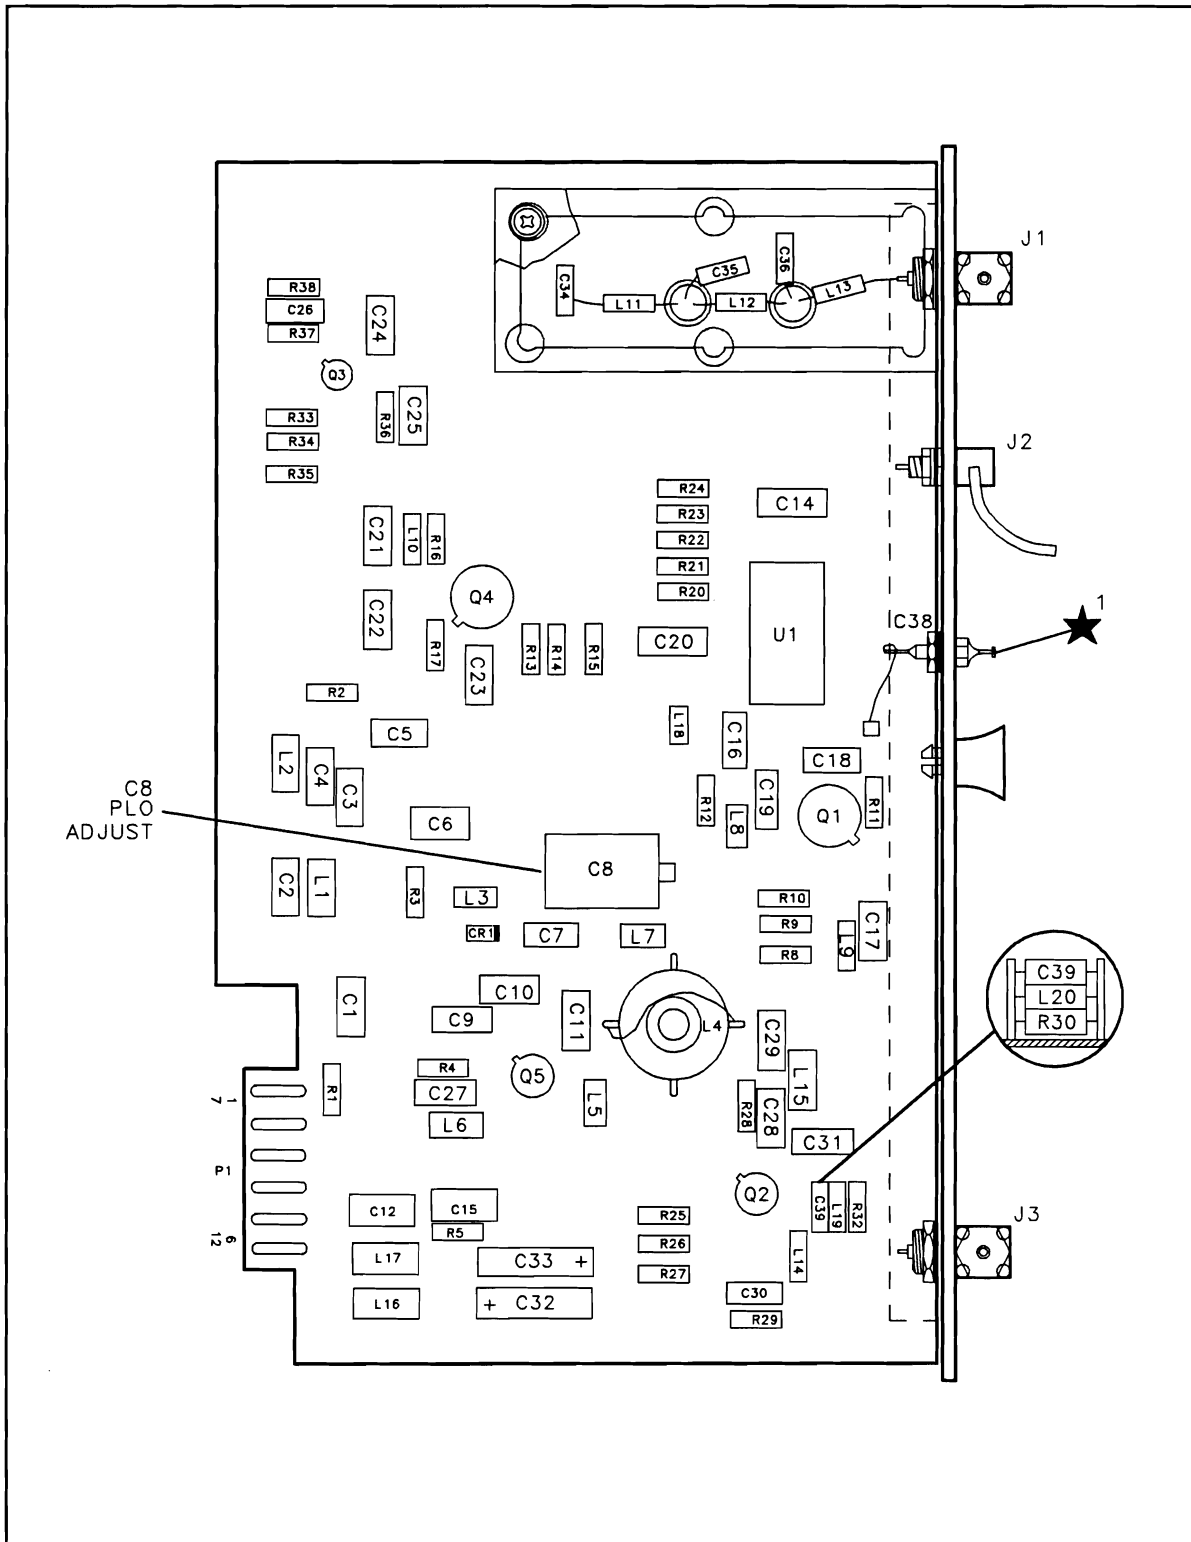 J1
C36
C35
C34
L11
L12
L13
R38
C26
R37
C24
Q3
R33
R34
R35
R36
C25
J2
R24
R23
R22
R21
R20
C14
C21
L10
R16
Q4
C22
R17
C23
R13
R14
R15
C20
U1
C38
1
R2
C5
L18
C16
C18
L2
C4
C3
C6
R12
L8
C19
Q1
R11
C8
PLO
ADJUST
C8
C2
L1
R3
L3
CR1
C7
L7
R10
R9
R8
L9
C17
C39
L20
R30
C1
C10
C9
C11
L4
C29
L15
R4
C27
L6
Q5
L5
R28
C28
C31
R1
1
7
P1
6
12
Q2
C39
L19
R32
C12
C15
R5
L17
C33 +
L16
+ C32
R25
R26
R27
L14
C30
R29
J3